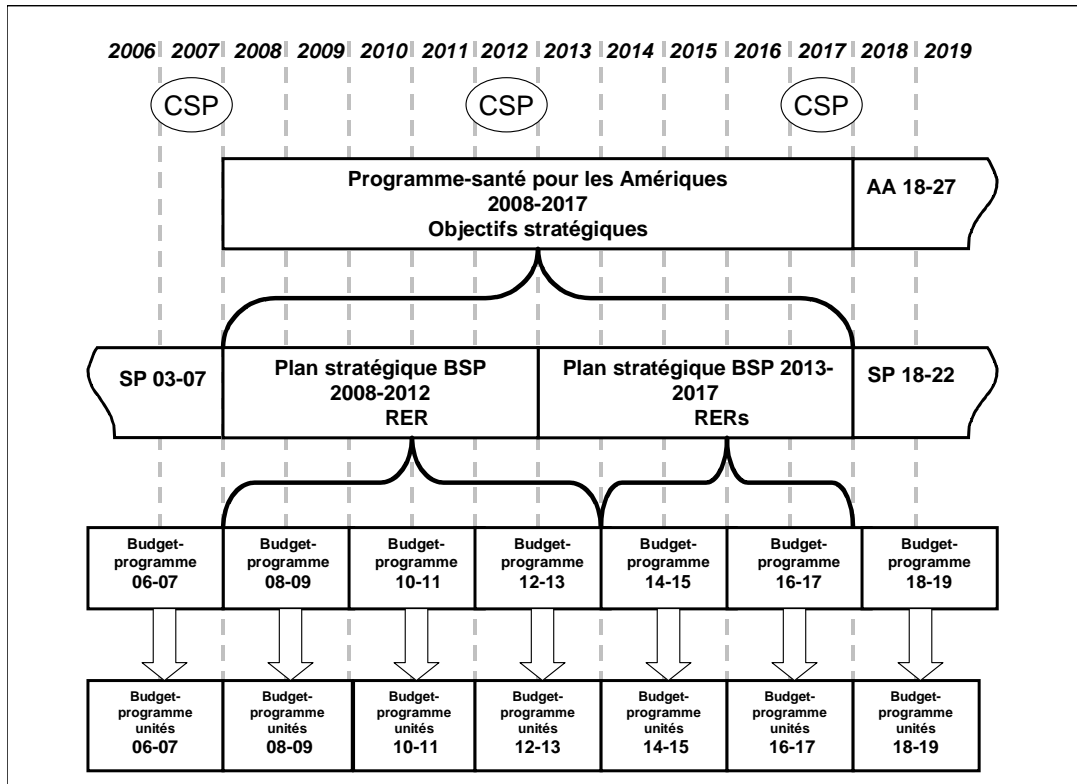 2006 2007 2008 2009 2010 2011 2012 2013 2014 2015 2016 2017 2018 2019
CSP CSP CSP
Programme-santé pour les Amériques
2008-2017
Objectifs stratégiques
AA 18-27
SP 03-07
Plan stratégique BSP
2008-2012
RER
Plan stratégique BSP 2013-
2017
RERs
SP 18-22
Budget-
programme
06-07
Budget-
programme
08-09
Budget-
programme
10-11
Budget-
programme
12-13
Budget-
programme
14-15
Budget-
programme
16-17
Budget-
programme
18-19
Budget-
programme
unités
06-07
Budget-
programme
unités
08-09
Budget-
programme
unités
10-11
Budget-
programme
unités
12-13
Budget-
programme
unités
14-15
Budget-
programme
unités
16-17
Budget-
programme
unités
18-19